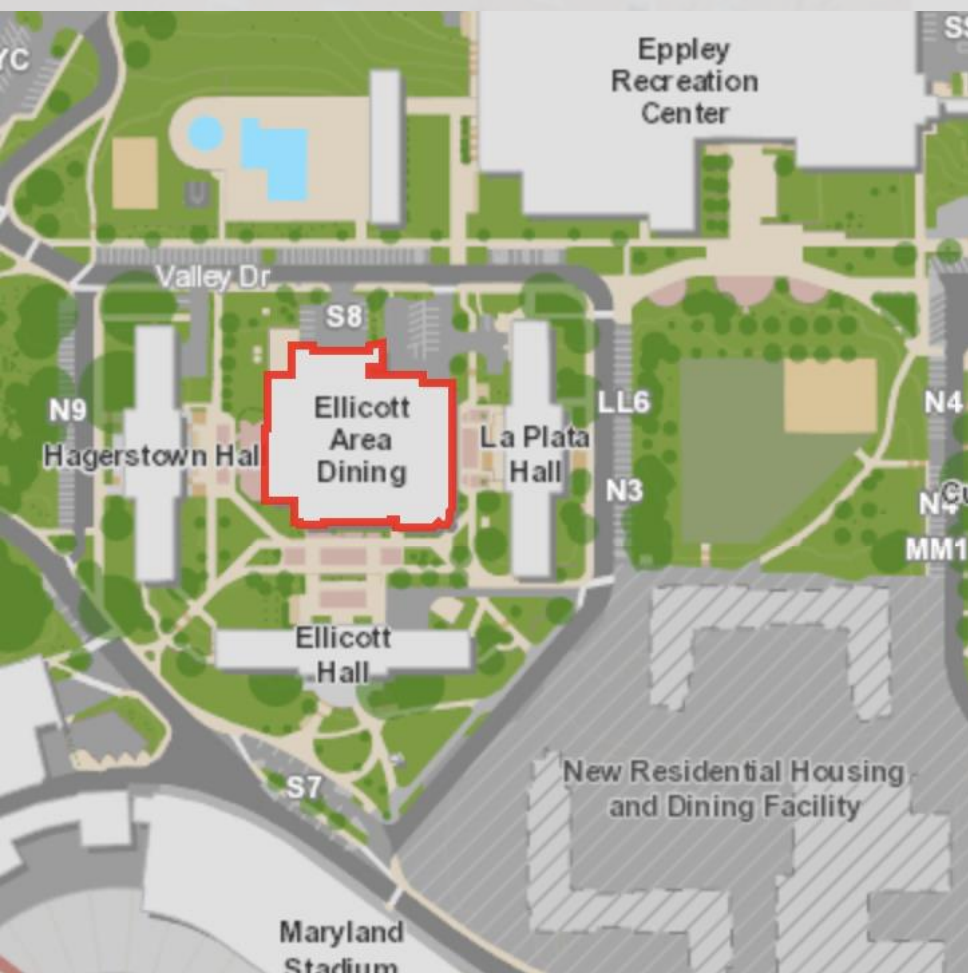 YC
Eppley
Recreation
Center
Valley Dr
S8
N9
Ellicott
Area
Dining
Hagerstown Hal
La Plata
Hall
LL6
N4
N3
MM1
Ellicott
Hall
S7
New Residential Housing
and Dining Facility
Maryland
Stadium